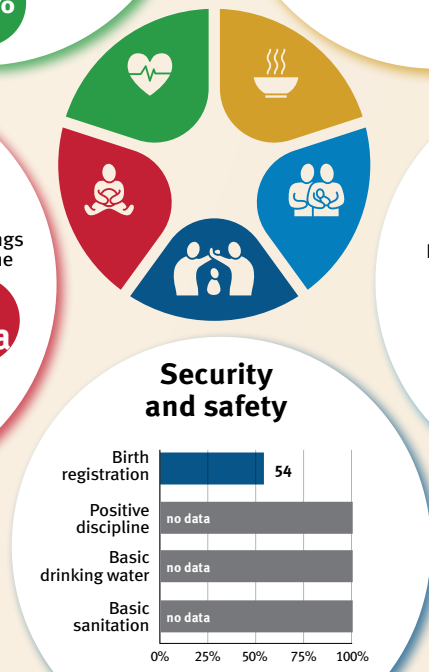 Security
and safety
Birth
registration
54
Positive
discipline
no data
Basic
drinking water
no data
Basic
sanitation
no data
0% 25% 50% 75% 100%